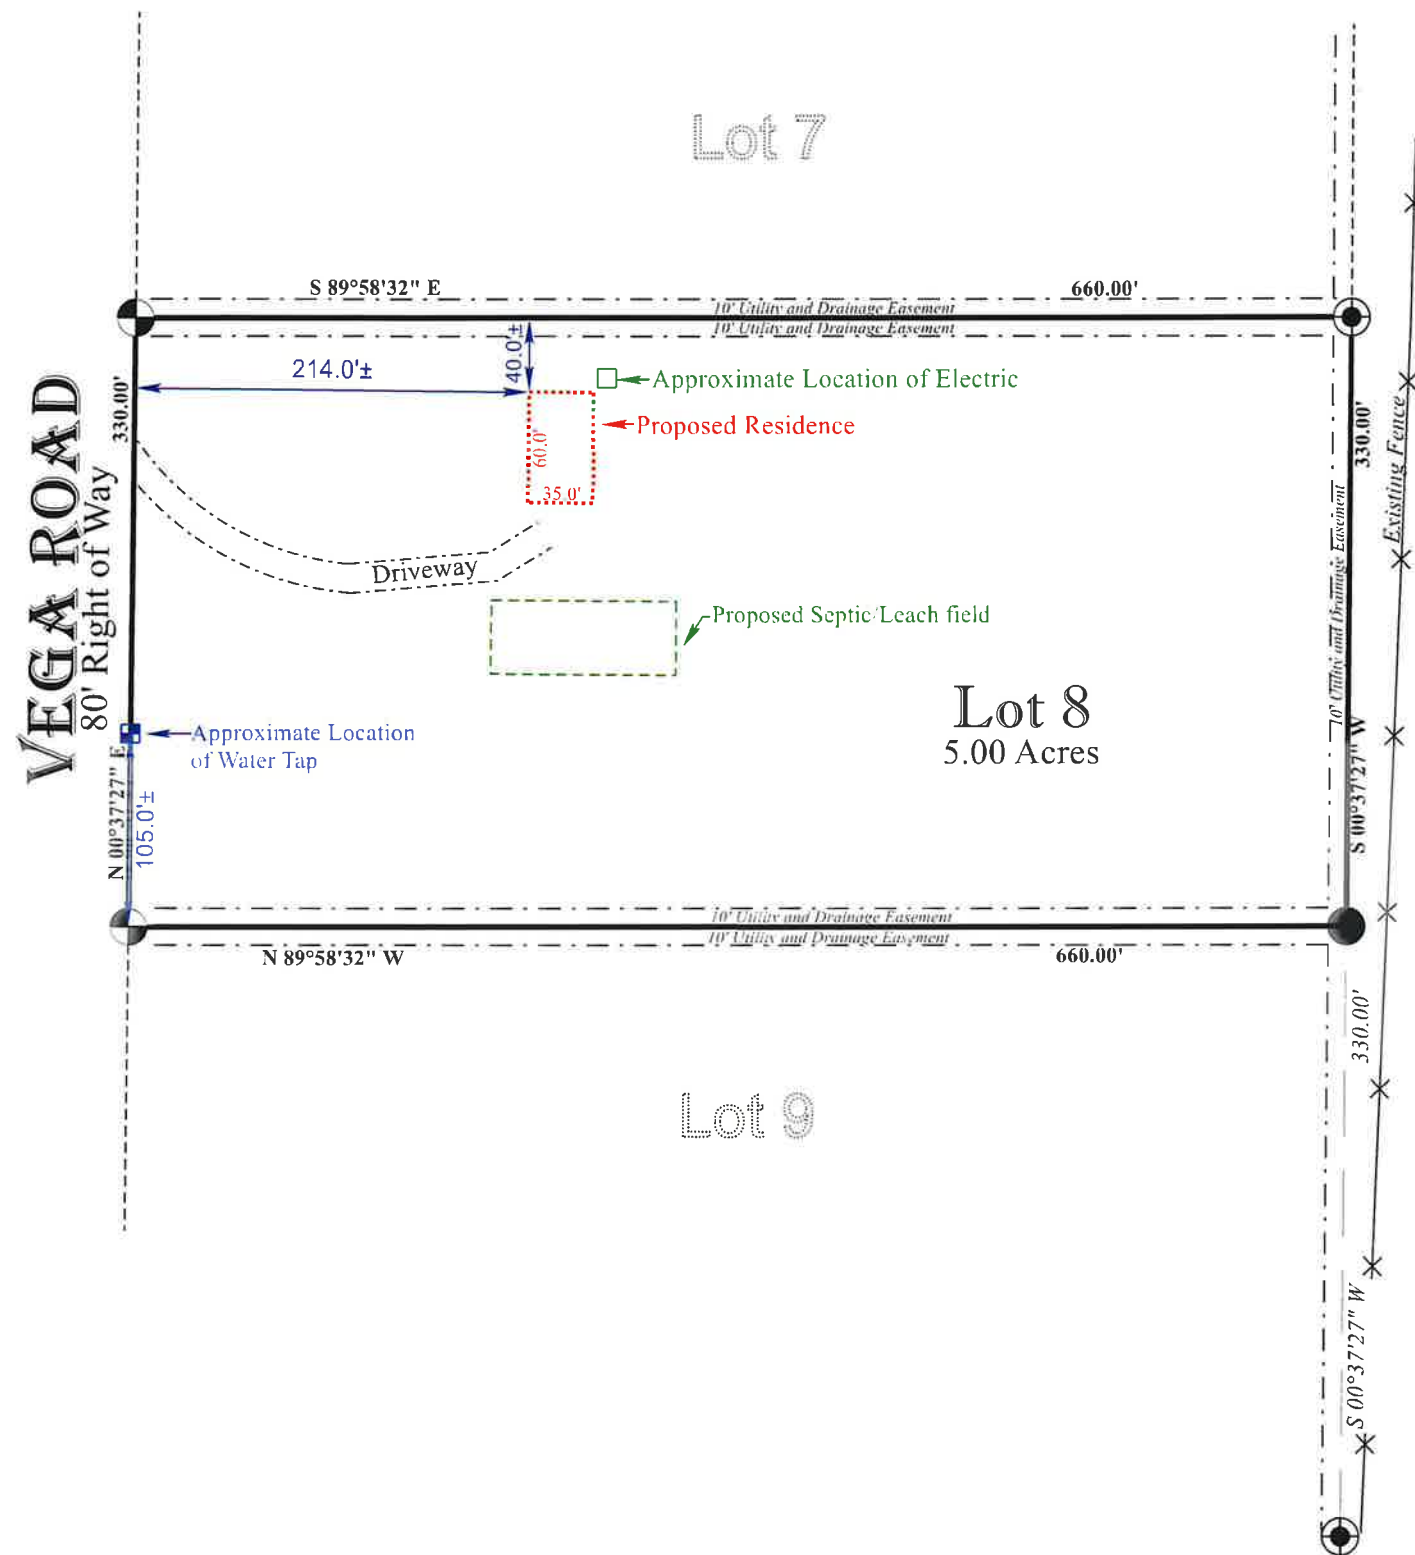 Lot 7
S 89°58'32" E
660.00'
10' Utility and Drainage Easement
10' Utility and Drainage Easement
214.0'±
40.0'±
Approximate Location of Electric
Proposed Residence
60.0'
35.0'
330.00'
VEGA ROAD
80' Right of Way
Driveway
Proposed Septic/Leach field
330.00'
Existing Fence
10' Utility and Drainage Easement
Lot 8
5.00 Acres
Approximate Location
of Water Tap
N 00°37'27" E
105.0'±
S 00°37'27" W
10' Utility and Drainage Easement
10' Utility and Drainage Easement
N 89°58'32" W
660.00'
330.00'
Lot 9
S 00°37'27" W